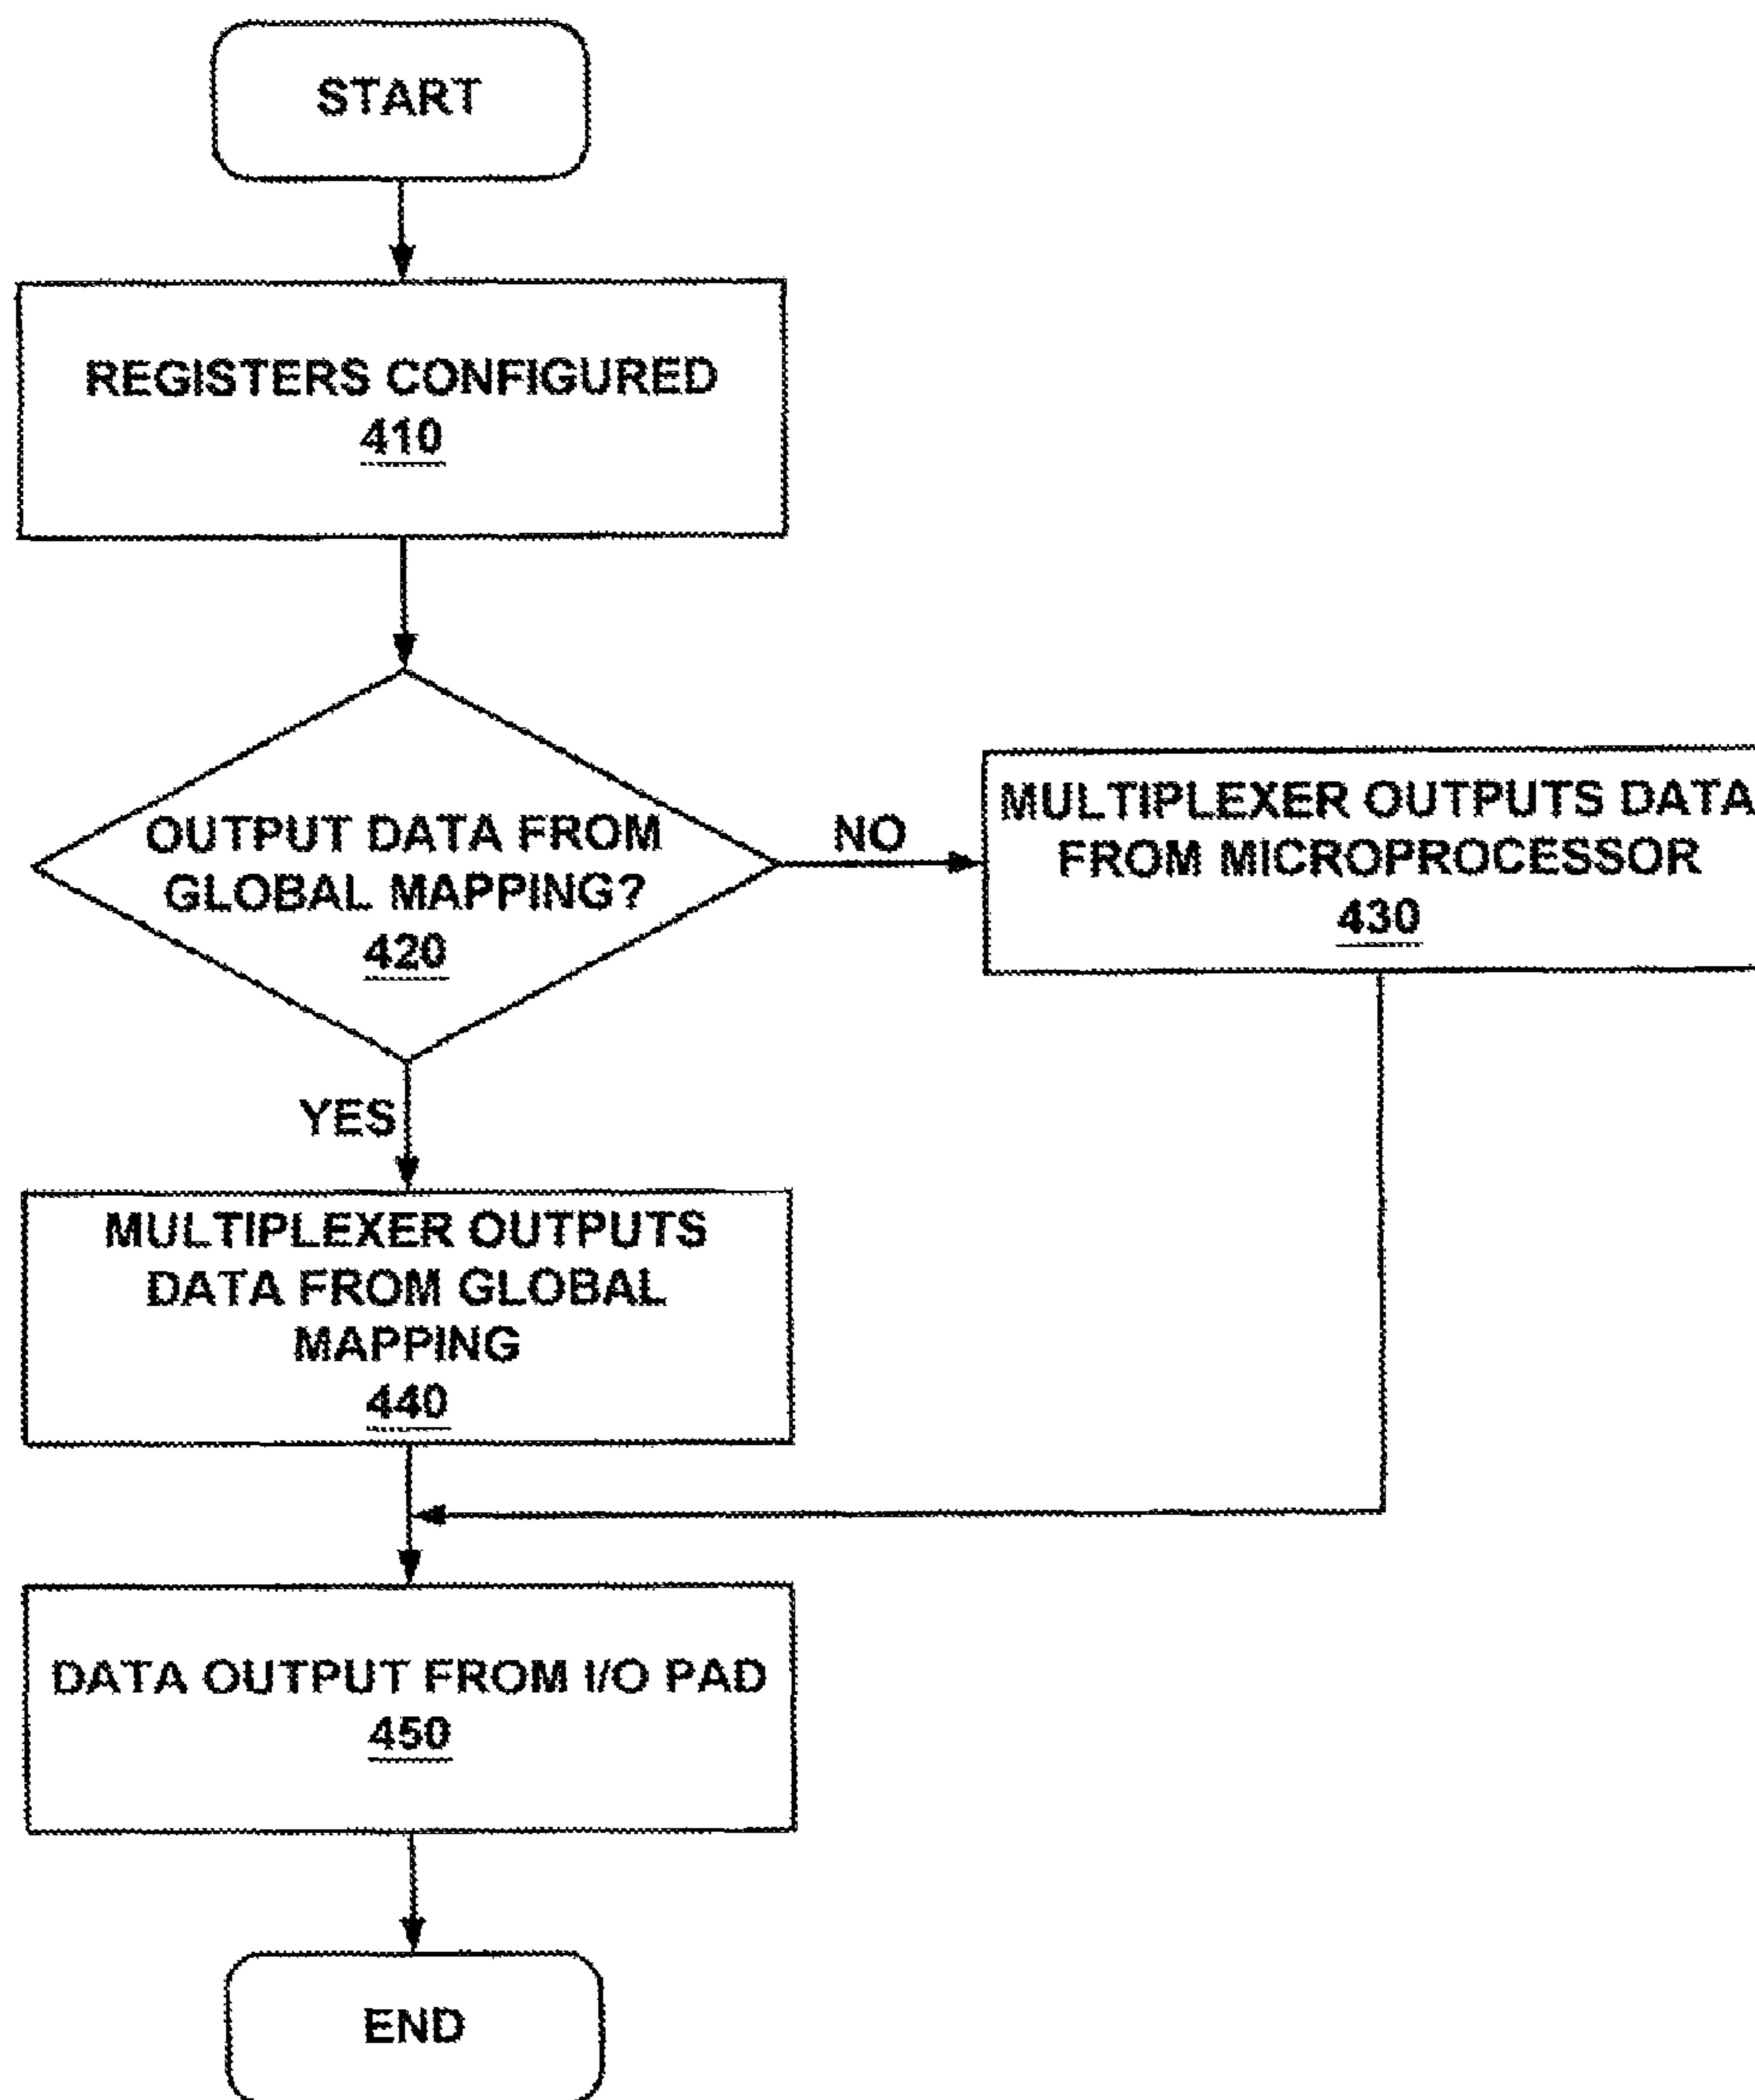 START
REGISTERS CONFIGURED
410
OUTPUT DATA FROM
GLOBAL MAPPING?
420
NO
MULTIPLEXER OUTPUTS DATA
FROM MICROPROCESSOR
430
YES
MULTIPLEXER OUTPUTS
DATA FROM GLOBAL
MAPPING
440
DATA OUTPUT FROM I/O PAD
450
END